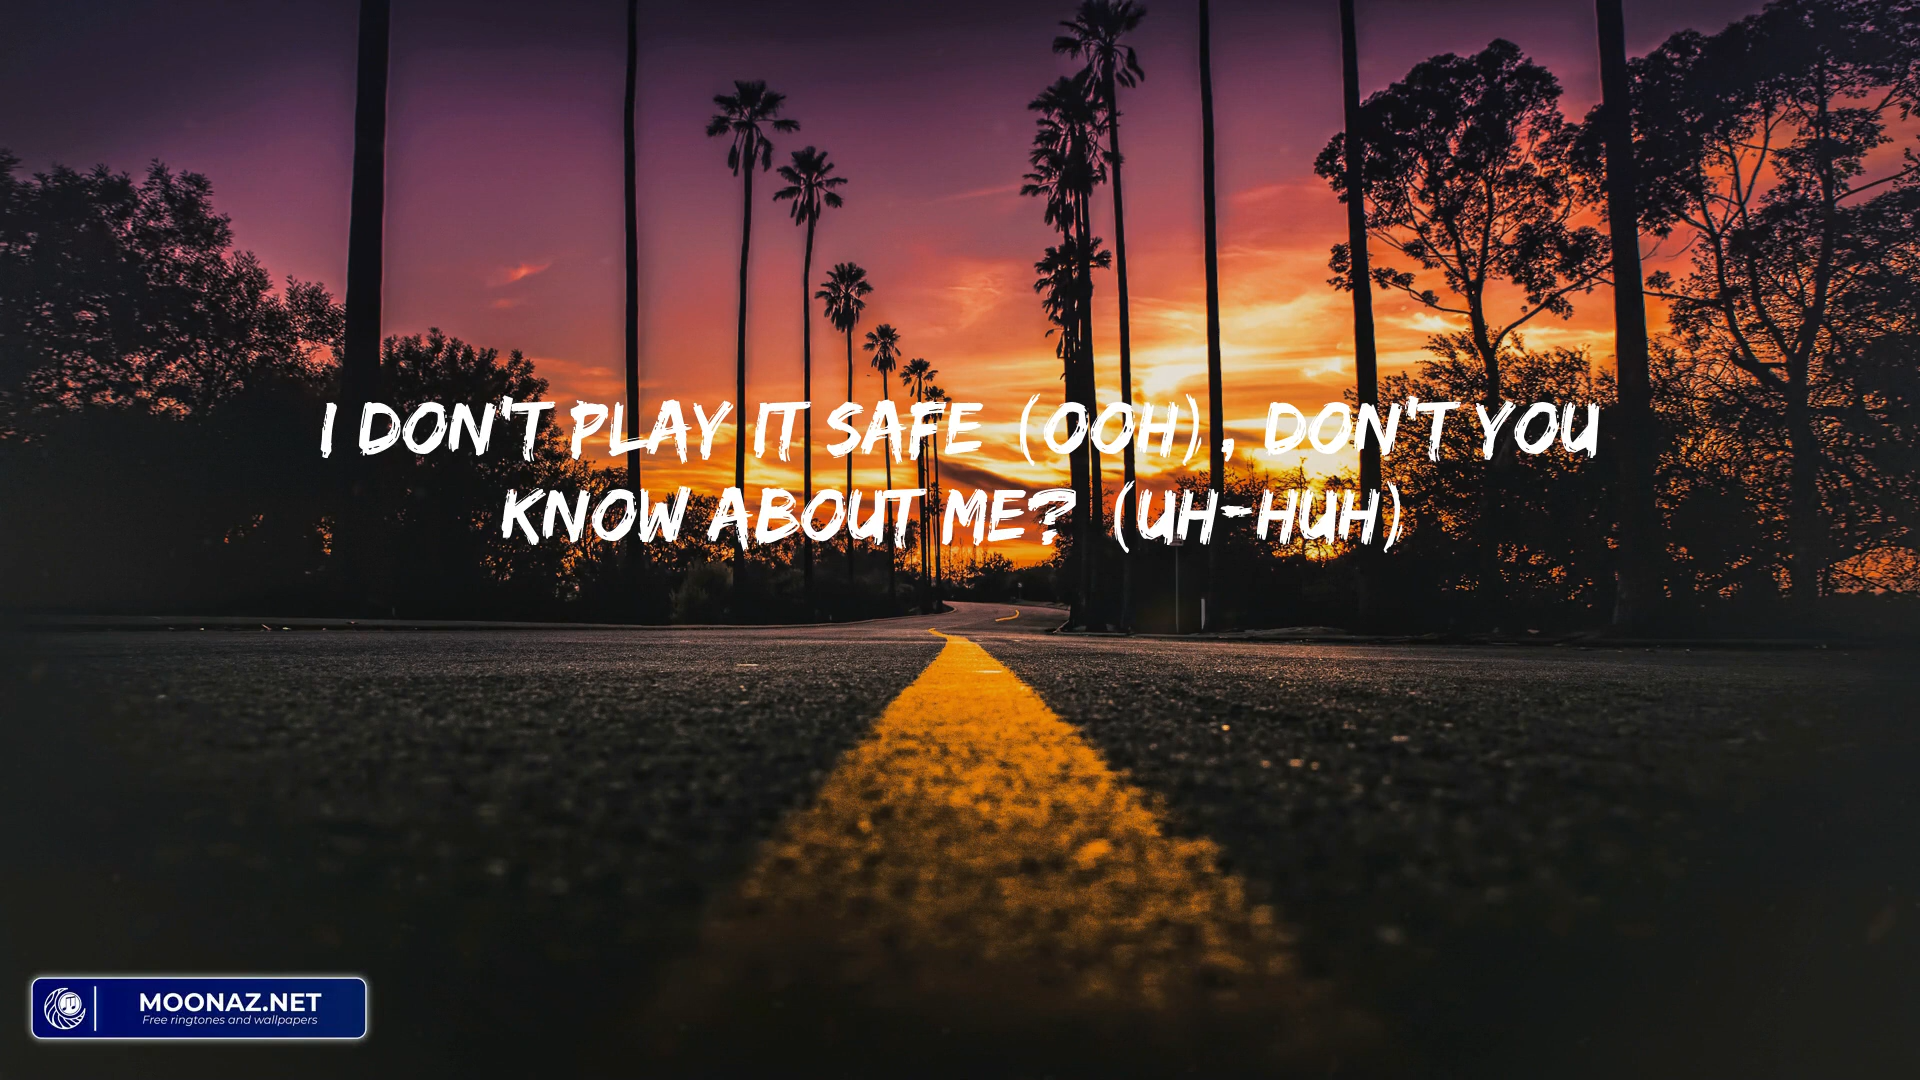 I DON'T PLAY IT SAFE (OOH), DON'T YOU
KNOW ABOUT ME? (UH-HUH)
MOONAZ.NET
Free ringtones and wallpapers